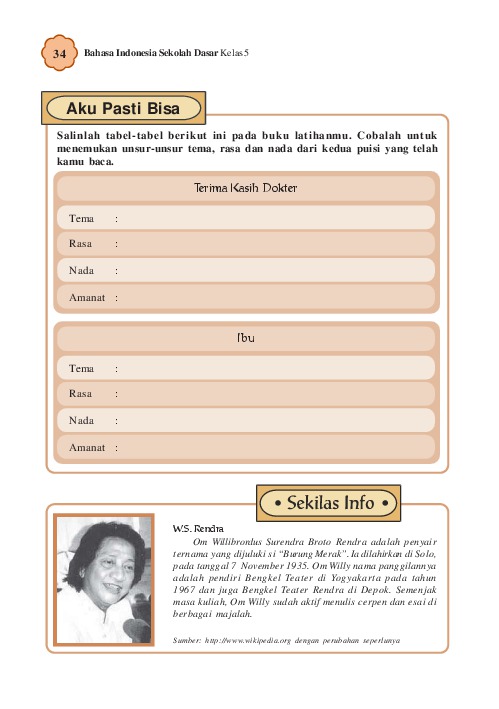 34
Bahasa Indonesia Sekolah Dasar Kelas 5
Aku Pasti Bisa
Salinlah tabel-tabel berikut ini pada buku latihanmu. Cobalah untuk
menemukan unsur-unsur tema, rasa dan nada dari kedua puisi yang telah
kamu baca.
Terima Kasih Dokter
Tema :
Rasa :
Nada :
Amanat :
Ibu
Tema :
Rasa :
Nada :
Amanat :
• Sekilas Info •
W.S. Rendra
Om Willibrordus Surendra Broto Rendra adalah penyair
ternama yang dijuluki si “Burung Merak”. Ia dilahirkan di Solo,
pada tanggal 7 November 1935. Om Willy nama panggilannya
adalah pendiri Bengkel Teater di Yogyakarta pada tahun
1967 dan juga Bengkel Teater Rendra di Depok. Semenjak
masa kuliah, Om Willy sudah aktif menulis cerpen dan esai di
berbagai majalah.
Sumber: http://www.wikipedia.org dengan perubahan seperlunya